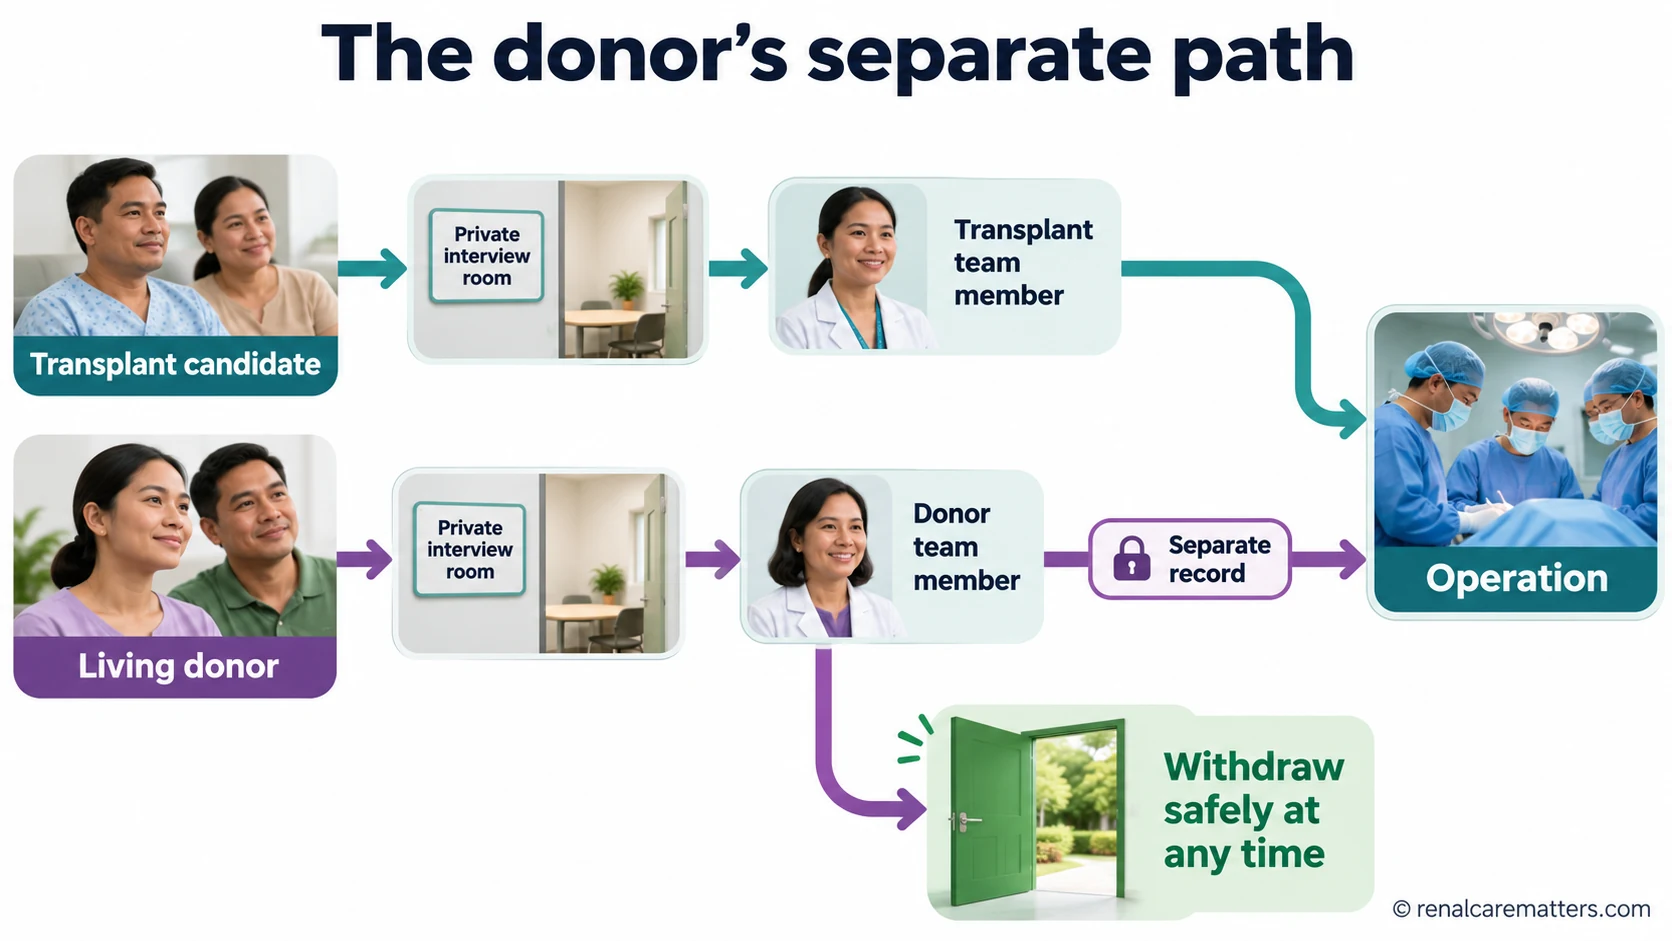 The donor’s separate path
Private
interview
room
Transplant
team
member
Transplant candidate
Private
interview
room
Donor
team
member
Separate
record
Operation
Living donor
Withdraw
safely at
any time
© renalcarematters.com